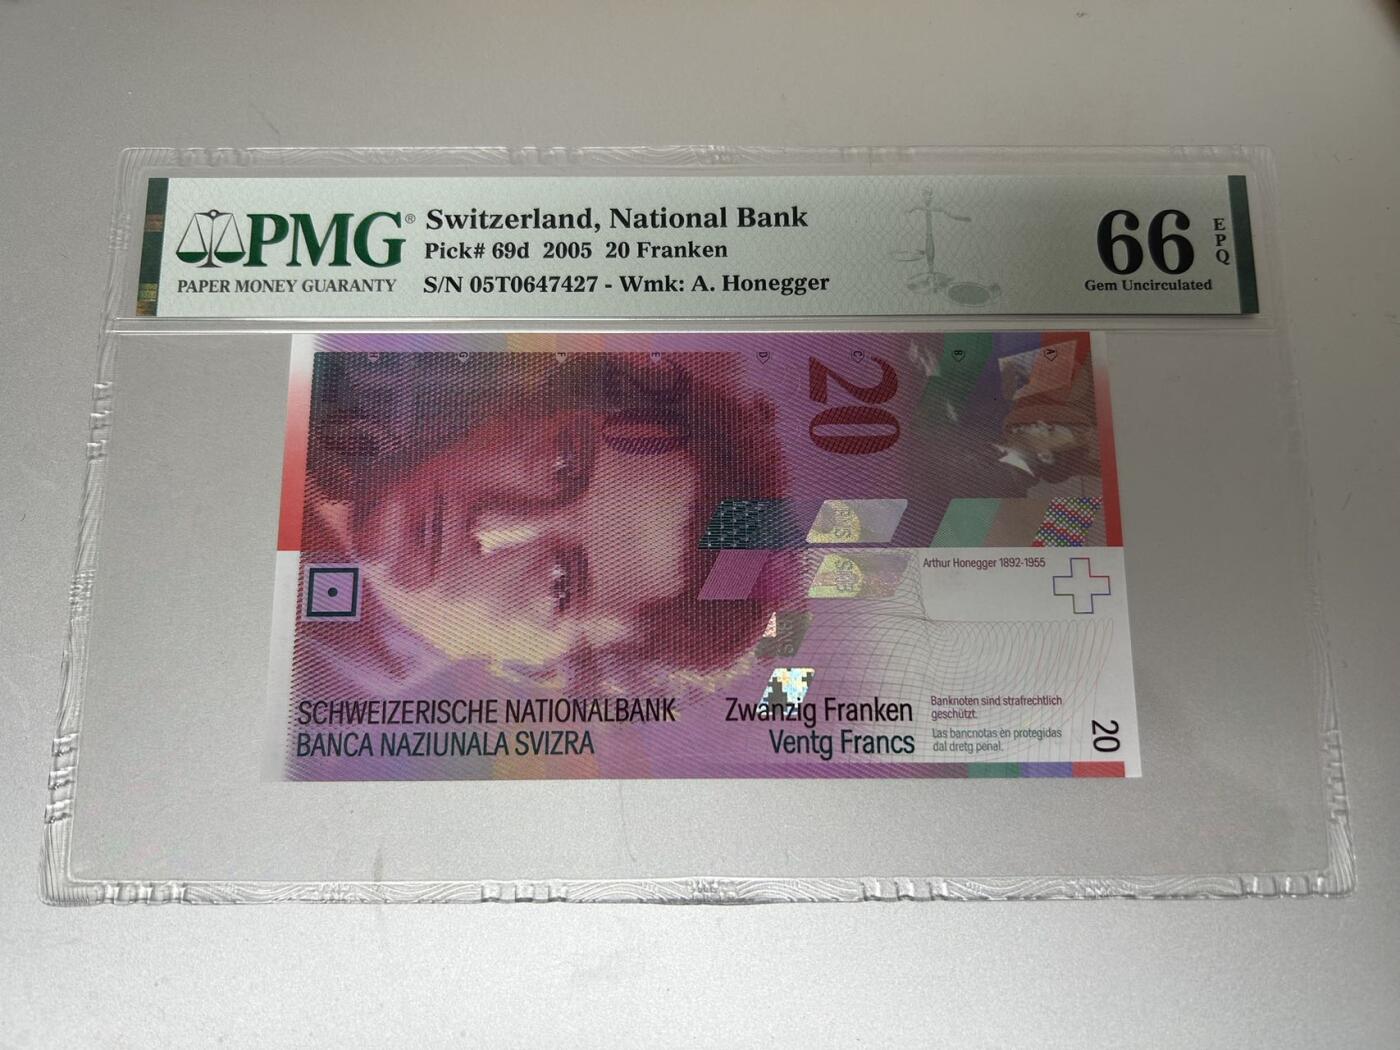 PMG®
PAPER MONEY GUARANTY
Switzerland, National Bank
Pick# 69d 2005 20 Franken
S/N 05T0647427 - Wmk: A. Honegger
66
EPQ
Gem Uncirculated
H G F E D C B A
20
20
Arthur Honegger 1892-1955
SNB
SCHWEIZERISCHE NATIONALBANK
BANCA NAZIUNALA SVIZRA
Zwanzig Franken
Ventg Francs
Banknoten sind strafrechtlich
geschützt.
Las bancnotas èn protegidas
dal dretg penal.
20